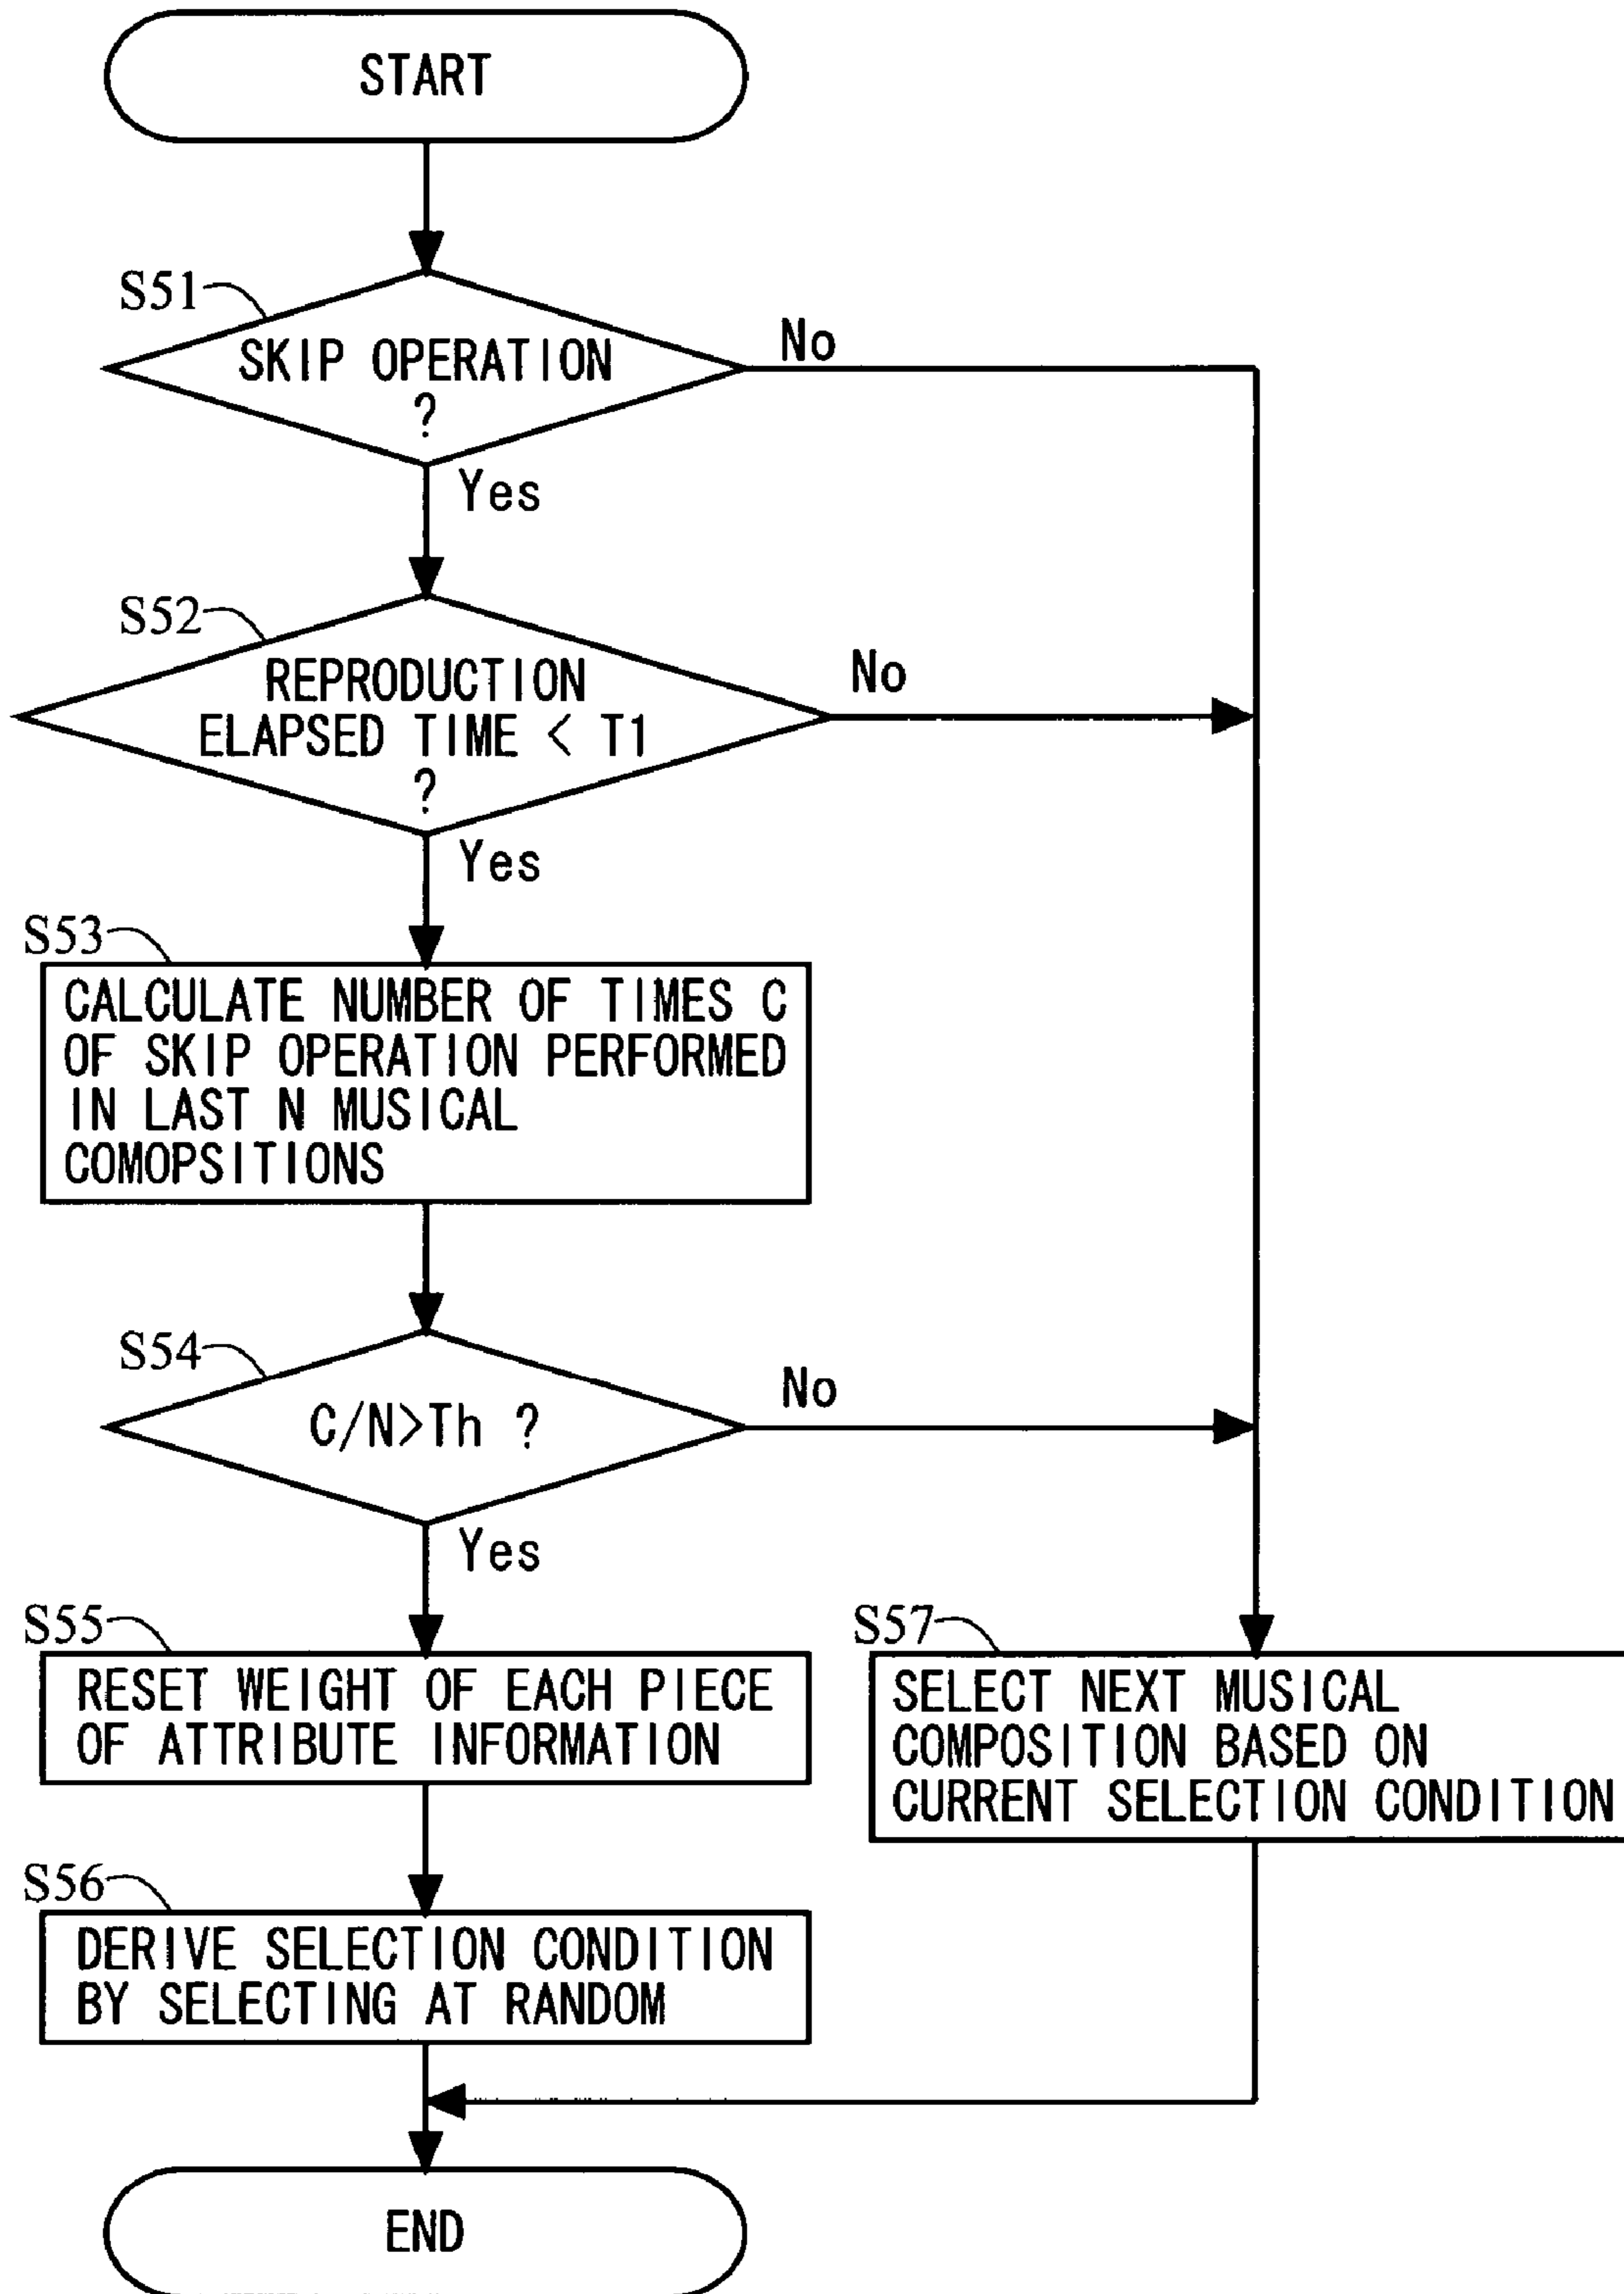 START
S51
SKIP OPERATION
?
No
Yes
S52
REPRODUCTION
ELAPSED TIME < T1
?
No
Yes
S53
CALCULATE NUMBER OF TIMES C
OF SKIP OPERATION PERFORMED
IN LAST N MUSICAL
COMOPSITIONS
S54
C/N>Th ?
No
Yes
S55
RESET WEIGHT OF EACH PIECE
OF ATTRIBUTE INFORMATION
S57
SELECT NEXT MUSICAL
COMPOSITION BASED ON
CURRENT SELECTION CONDITION
S56
DERIVE SELECTION CONDITION
BY SELECTING AT RANDOM
END